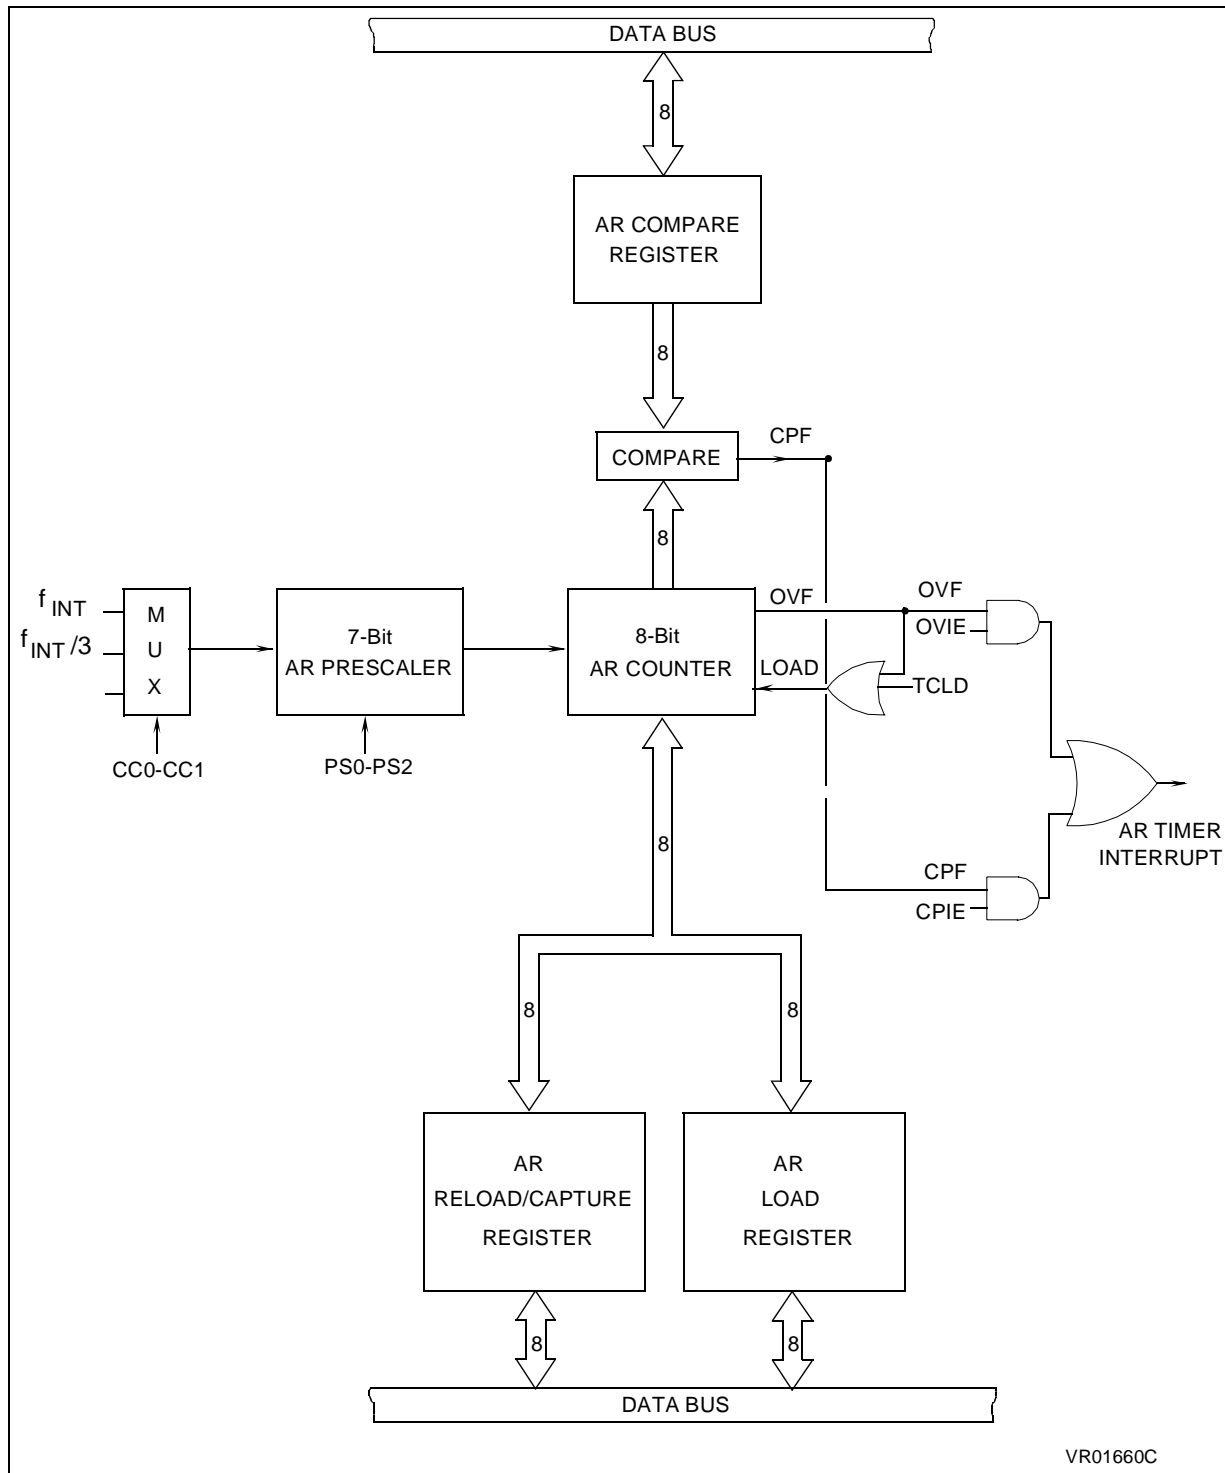 DATA BUS
8
AR COMPARE
REGISTER
8
CPF
COMPARE
8
f INT
f INT /3
M
U
X
7-Bit
AR PRESCALER
8-Bit
AR COUNTER
OVF
OVF
OVIE
LOAD
TCLD
CC0-CC1
PS0-PS2
8
AR TIMER
INTERRUPT
CPF
CPIE
8
8
AR
RELOAD/CAPTURE
REGISTER
AR
LOAD
REGISTER
8
8
DATA BUS
VR01660C